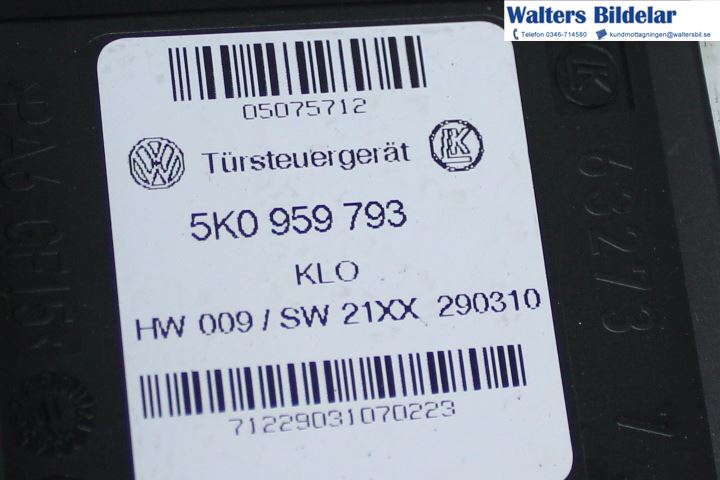 Walters Bildelar
Telefon 0346-714580 kundmottagningen@waltersbil.se
05075712
Türsteuergerät
5K0 959 793
KLO
HW 009 / SW 21XX 290310
71229031070223
63273